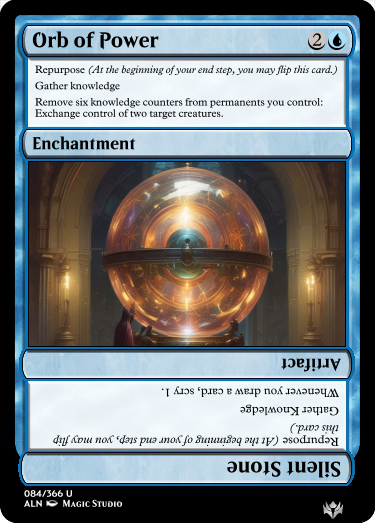 Orb of Power 2
Repurpose (At the beginning of your end step, you may flip this card.)
Gather knowledge
Remove six knowledge counters from permanents you control:
Exchange control of two target creatures.
Enchantment
Silent Stone
Repurpose (At the beginning of your end step, you may flip
this card.)
Gather Knowledge
Whenever you draw a card, scry 1.
Artifact
084/366 U
ALN Magic Studio